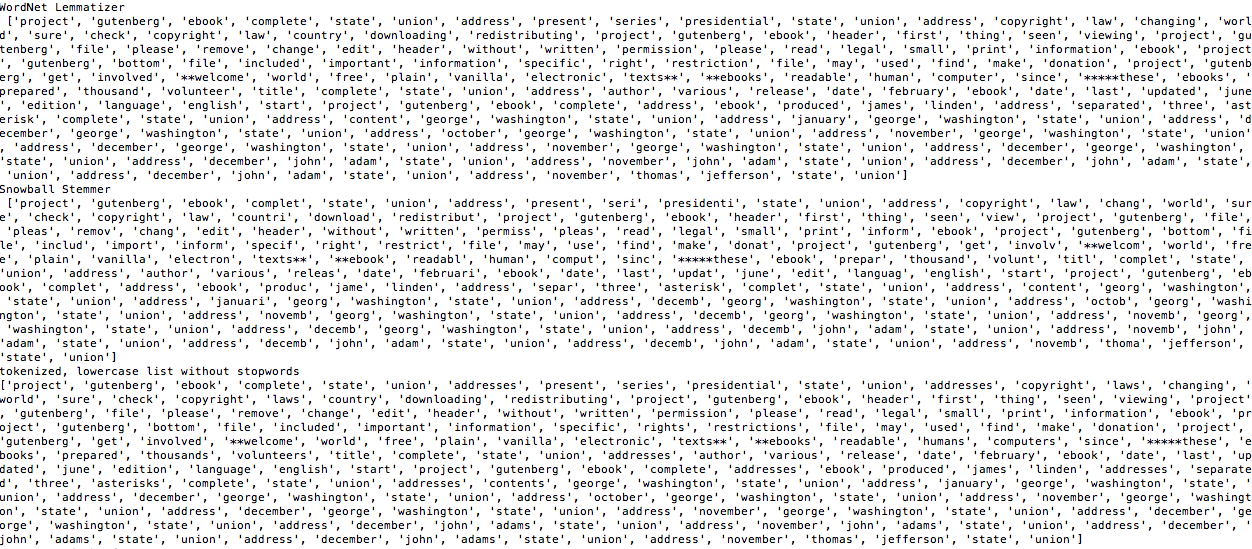 WordNet Lemmatizer
['project', 'gutenberg', 'ebook', 'complete', 'state', 'union', 'address', 'present', 'series', 'presidential', 'state', 'union', 'address', 'copyright', 'law', 'changing', 'worl
d', 'sure', 'check', 'copyright', 'law', 'country', 'downloading', 'redistributing', 'project', 'gutenberg', 'ebook', 'header', 'first', 'thing', 'seen', 'viewing', 'project', 'gu
tenberg', 'file', 'please', 'remove', 'change', 'edit', 'header', 'without', 'written', 'permission', 'please', 'read', 'legal', 'small', 'print', 'information', 'ebook', 'project
', 'gutenberg', 'bottom', 'file', 'included', 'important', 'information', 'specific', 'right', 'restriction', 'file', 'may', 'used', 'find', 'make', 'donation', 'project', 'gutenb
erg', 'get', 'involved', '**welcome', 'world', 'free', 'plain', 'vanilla', 'electronic', 'texts**', '**ebooks', 'readable', 'human', 'computer', 'since', '*****these', 'ebooks', '
prepared', 'thousand', 'volunteer', 'title', 'complete', 'state', 'union', 'address', 'author', 'various', 'release', 'date', 'february', 'ebook', 'date', 'last', 'updated', 'june
', 'edition', 'language', 'english', 'start', 'project', 'gutenberg', 'ebook', 'complete', 'address', 'ebook', 'produced', 'james', 'linden', 'address', 'separated', 'three', 'ast
erisk', 'complete', 'state', 'union', 'address', 'content', 'george', 'washington', 'state', 'union', 'address', 'january', 'george', 'washington', 'state', 'union', 'address', 'd
ecember', 'george', 'washington', 'state', 'union', 'address', 'october', 'george', 'washington', 'state', 'union', 'address', 'november', 'george', 'washington', 'state', 'union'
, 'address', 'december', 'george', 'washington', 'state', 'union', 'address', 'november', 'george', 'washington', 'state', 'union', 'address', 'december', 'george', 'washington',
'state', 'union', 'address', 'december', 'john', 'adam', 'state', 'union', 'address', 'november', 'john', 'adam', 'state', 'union', 'address', 'december', 'john', 'adam', 'state',
'union', 'address', 'december', 'john', 'adam', 'state', 'union', 'address', 'november', 'thomas', 'jefferson', 'state', 'union']
Snowball Stemmer
['project', 'gutenberg', 'ebook', 'complet', 'state', 'union', 'address', 'present', 'seri', 'presidenti', 'state', 'union', 'address', 'copyright', 'law', 'chang', 'world', 'sur
e', 'check', 'copyright', 'law', 'countri', 'download', 'redistribut', 'project', 'gutenberg', 'ebook', 'header', 'first', 'thing', 'seen', 'view', 'project', 'gutenberg', 'file',
'pleas', 'remov', 'chang', 'edit', 'header', 'without', 'written', 'permiss', 'pleas', 'read', 'legal', 'small', 'print', 'inform', 'ebook', 'project', 'gutenberg', 'bottom', 'fi
le', 'includ', 'import', 'inform', 'specif', 'right', 'restrict', 'file', 'may', 'use', 'find', 'make', 'donat', 'project', 'gutenberg', 'get', 'involv', '**welcom', 'world', 'fre
e', 'plain', 'vanilla', 'electron', 'texts**', '**ebook', 'readabl', 'human', 'comput', 'sinc', '*****these', 'ebook', 'prepar', 'thousand', 'volunt', 'titl', 'complet', 'state',
'union', 'address', 'author', 'various', 'releas', 'date', 'februari', 'ebook', 'date', 'last', 'updat', 'june', 'edit', 'languag', 'english', 'start', 'project', 'gutenberg', 'eb
ook', 'complet', 'address', 'ebook', 'produc', 'jame', 'linden', 'address', 'separ', 'three', 'asterisk', 'complet', 'state', 'union', 'address', 'content', 'georg', 'washington',
'state', 'union', 'address', 'januari', 'georg', 'washington', 'state', 'union', 'address', 'decemb', 'georg', 'washington', 'state', 'union', 'address', 'octob', 'georg', 'washi
ngton', 'state', 'union', 'address', 'novemb', 'georg', 'washington', 'state', 'union', 'address', 'decemb', 'georg', 'washington', 'state', 'union', 'address', 'novemb', 'georg',
'washington', 'state', 'union', 'address', 'decemb', 'georg', 'washington', 'state', 'union', 'address', 'decemb', 'john', 'adam', 'state', 'union', 'address', 'novemb', 'john',
'adam', 'state', 'union', 'address', 'decemb', 'john', 'adam', 'state', 'union', 'address', 'decemb', 'john', 'adam', 'state', 'union', 'address', 'novemb', 'thoma', 'jefferson',
'state', 'union']
tokenized, lowercase list without stopwords
['project', 'gutenberg', 'ebook', 'complete', 'state', 'union', 'addresses', 'present', 'series', 'presidential', 'state', 'union', 'addresses', 'copyright', 'laws', 'changing', '
world', 'sure', 'check', 'copyright', 'laws', 'country', 'downloading', 'redistributing', 'project', 'gutenberg', 'ebook', 'header', 'first', 'thing', 'seen', 'viewing', 'project'
, 'gutenberg', 'file', 'please', 'remove', 'change', 'edit', 'header', 'without', 'written', 'permission', 'please', 'read', 'legal', 'small', 'print', 'information', 'ebook', 'pr
oject', 'gutenberg', 'bottom', 'file', 'included', 'important', 'information', 'specific', 'rights', 'restrictions', 'file', 'may', 'used', 'find', 'make', 'donation', 'project',
'gutenberg', 'get', 'involved', '**welcome', 'world', 'free', 'plain', 'vanilla', 'electronic', 'texts**', '**ebooks', 'readable', 'humans', 'computers', 'since', '*****these', 'e
books', 'prepared', 'thousands', 'volunteers', 'title', 'complete', 'state', 'union', 'addresses', 'author', 'various', 'release', 'date', 'february', 'ebook', 'date', 'last', 'up
dated', 'june', 'edition', 'language', 'english', 'start', 'project', 'gutenberg', 'ebook', 'complete', 'addresses', 'ebook', 'produced', 'james', 'linden', 'addresses', 'separate
d', 'three', 'asterisks', 'complete', 'state', 'union', 'addresses', 'contents', 'george', 'washington', 'state', 'union', 'address', 'january', 'george', 'washington', 'state', '
union', 'address', 'december', 'george', 'washington', 'state', 'union', 'address', 'october', 'george', 'washington', 'state', 'union', 'address', 'november', 'george', 'washingt
on', 'state', 'union', 'address', 'december', 'george', 'washington', 'state', 'union', 'address', 'november', 'george', 'washington', 'state', 'union', 'address', 'december', 'ge
orge', 'washington', 'state', 'union', 'address', 'december', 'john', 'adams', 'state', 'union', 'address', 'november', 'john', 'adams', 'state', 'union', 'address', 'december', '
john', 'adams', 'state', 'union', 'address', 'december', 'john', 'adams', 'state', 'union', 'address', 'november', 'thomas', 'jefferson', 'state', 'union']